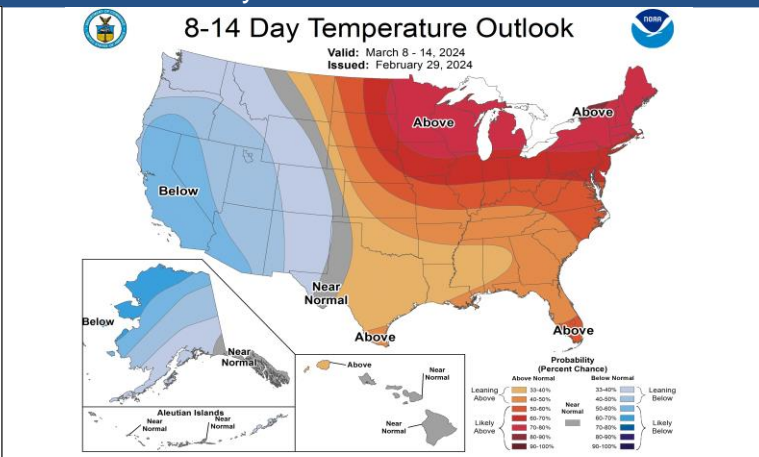 8-14 Day Temperature Outlook
NOAA
Valid: March 8 - 14, 2024
Issued: February 29, 2024
Above
Above
Below
Near
Normal
Above
Above
Below
Near
Normal
Above
Near
Normal
Near
Normal
Aleutian Islands
Near
Normal
Near
Normal
Probability
(Percent Chance)
Above Normal
Below Normal
Leaning
Above
33-40%
40-50%
Likely
Above
50-60%
60-70%
70-80%
80-90%
90-100%
Near
Normal
33-40%
40-50%
Leaning
Below
50-60%
60-70%
70-80%
80-90%
90-100%
Likely
Below